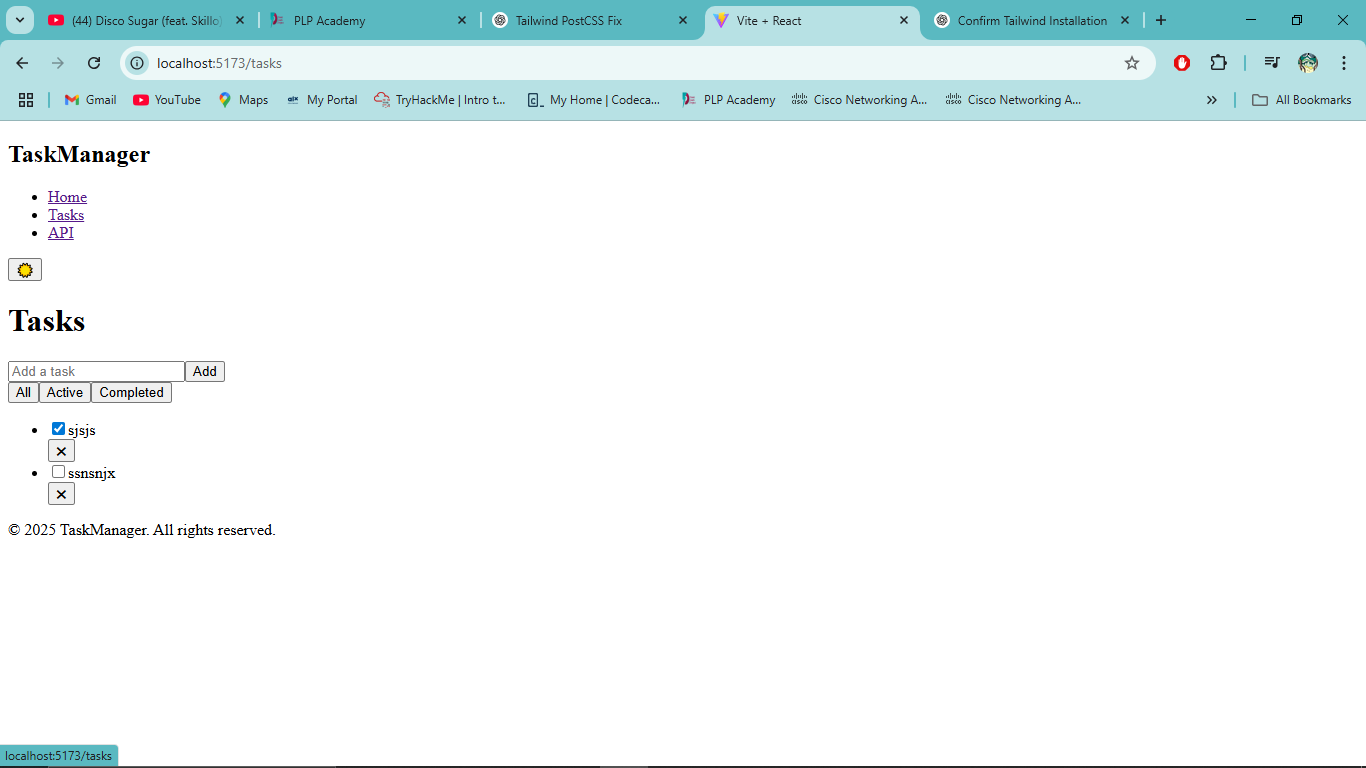 (44) Disco Sugar (feat. Skillo)
PLP Academy
Tailwind PostCSS Fix
Vite + React
Confirm Tailwind Installation
localhost:5173/tasks
Gmail
YouTube
Maps
My Portal
TryHackMe | Intro t...
My Home | Codeca...
PLP Academy
Cisco Networking A...
Cisco Networking A...
All Bookmarks
TaskManager
Home
Tasks
API
Tasks
Add a task Add
All Active Completed
sjsjs
ssnsnjx
© 2025 TaskManager. All rights reserved.
localhost:5173/tasks